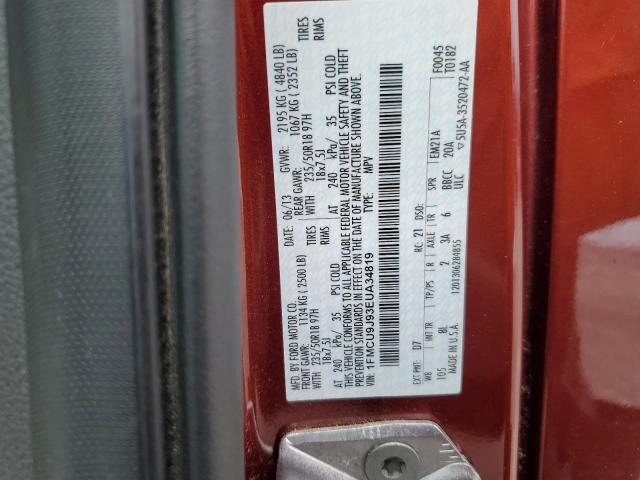 MFD. BY FORD MOTOR CO. DATE: 06/13 GVWR: 2195 KG ( 4840 LB)
FRONT GAWR: 1134 KG ( 2500 LB) REAR GAWR: 1067 KG ( 2352 LB)
WITH 235/50R18 97H TIRES WITH 235/50R18 97H TIRES
18x7.5J RIMS 18x7.5J RIMS
AT 240 kPa/ 35 PSI COLD AT 240 kPa/ 35 PSI COLD
THIS VEHICLE CONFORMS TO ALL APPLICABLE FEDERAL MOTOR VEHICLE SAFETY AND THEFT
PREVENTION STANDARDS IN EFFECT ON THE DATE OF MANUFACTURE SHOWN ABOVE.
VIN: 1FMCU9J93EUA34819 TYPE: MPV
F0045
T0182
EXT PNT: D7 RC: 21 DSO:
WB INT TR TP/PS R AXLE TR SPR EM21A
105 8L 2 3A 6 BBCC 20A
ULC
MADE IN U.S.A. 1201306284855
5U5A-3520472-AA